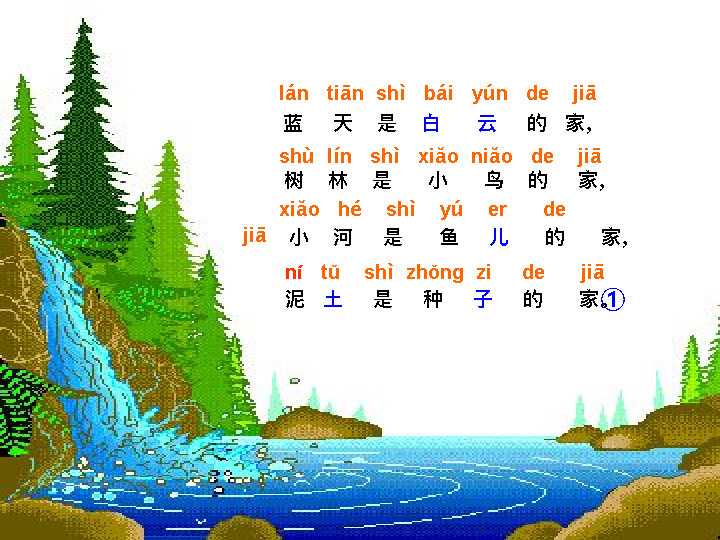 lán tiān shì bái yún de jiā
蓝 天 是 白 云 的 家，
shù lín shì xiǎo niǎo de jiā
树 林 是 小 鸟 的 家，
xiǎo hé shì yú er de
jiā 小 河 是 鱼 儿 的 家，
ní tǔ shì zhǒng zi de jiā
泥 土 是 种 子 的 家。①